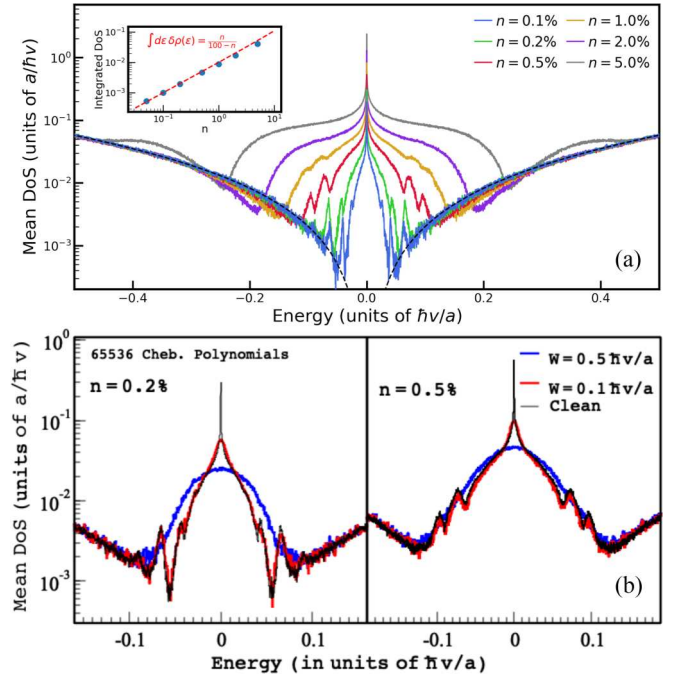 Mean DoS (units of a/ħv)
10⁰
10⁻¹
10⁻²
10⁻³
Integrated DoS
10⁻¹
10⁻²
10⁻³
∫dε δρ(ε) = n/(100−n)
10⁻¹ 10⁰ 10¹
n
n = 0.1% n = 1.0%
n = 0.2% n = 2.0%
n = 0.5% n = 5.0%
(a)
−0.4 −0.2 0.0 0.2 0.4
Energy (units of ħv/a)
Mean DoS (units of a/ħv)
10⁰
10⁻¹
10⁻²
10⁻³
65536 Cheb. Polynomials
n=0.2%
n=0.5%
W=0.5ħv/a
W=0.1ħv/a
Clean
(b)
-0.1 0 0.1 -0.1 0 0.1
Energy (in units of ħv/a)